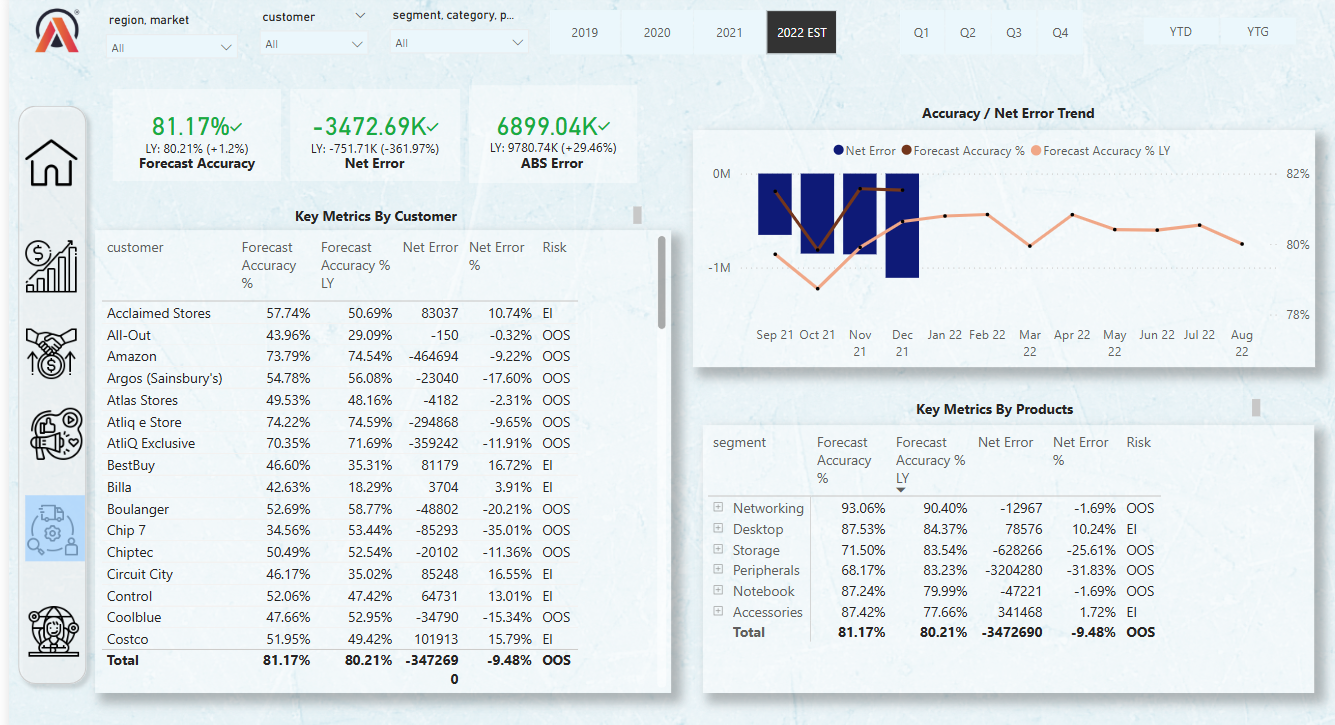 region, market
customer
segment, category, p...
All
All
All
2019 2020 2021 2022 EST
Q1 Q2 Q3 Q4
YTD YTG
81.17%✓
LY: 80.21% (+1.2%)
Forecast Accuracy
-3472.69K✓
LY: -751.71K (-361.97%)
Net Error
6899.04K✓
LY: 9780.74K (+29.46%)
ABS Error
Accuracy / Net Error Trend
Net Error Forecast Accuracy % Forecast Accuracy % LY
0M
-1M
82%
80%
78%
Sep 21 Oct 21 Nov 21 Dec 21 Jan 22 Feb 22 Mar 22 Apr 22 May 22 Jun 22 Jul 22 Aug 22
Key Metrics By Customer
customer Forecast Accuracy % Forecast Accuracy % LY Net Error Net Error % Risk
Acclaimed Stores 57.74% 50.69% 83037 10.74% EI
All-Out 43.96% 29.09% -150 -0.32% OOS
Amazon 73.79% 74.54% -464694 -9.22% OOS
Argos (Sainsbury's) 54.78% 56.08% -23040 -17.60% OOS
Atlas Stores 49.53% 48.16% -4182 -2.31% OOS
Atliq e Store 74.22% 74.59% -294868 -9.65% OOS
AtliQ Exclusive 70.35% 71.69% -359242 -11.91% OOS
BestBuy 46.60% 35.31% 81179 16.72% EI
Billa 42.63% 18.29% 3704 3.91% EI
Boulanger 52.69% 58.77% -48802 -20.21% OOS
Chip 7 34.56% 53.44% -85293 -35.01% OOS
Chiptec 50.49% 52.54% -20102 -11.36% OOS
Circuit City 46.17% 35.02% 85248 16.55% EI
Control 52.06% 47.42% 64731 13.01% EI
Coolblue 47.66% 52.95% -34790 -15.34% OOS
Costco 51.95% 49.42% 101913 15.79% EI
Total 81.17% 80.21% -3472690 -9.48% OOS
Key Metrics By Products
segment Forecast Accuracy % Forecast Accuracy % LY Net Error Net Error % Risk
Networking 93.06% 90.40% -12967 -1.69% OOS
Desktop 87.53% 84.37% 78576 10.24% EI
Storage 71.50% 83.54% -628266 -25.61% OOS
Peripherals 68.17% 83.23% -3204280 -31.83% OOS
Notebook 87.24% 79.99% -47221 -1.69% OOS
Accessories 87.42% 77.66% 341468 1.72% EI
Total 81.17% 80.21% -3472690 -9.48% OOS